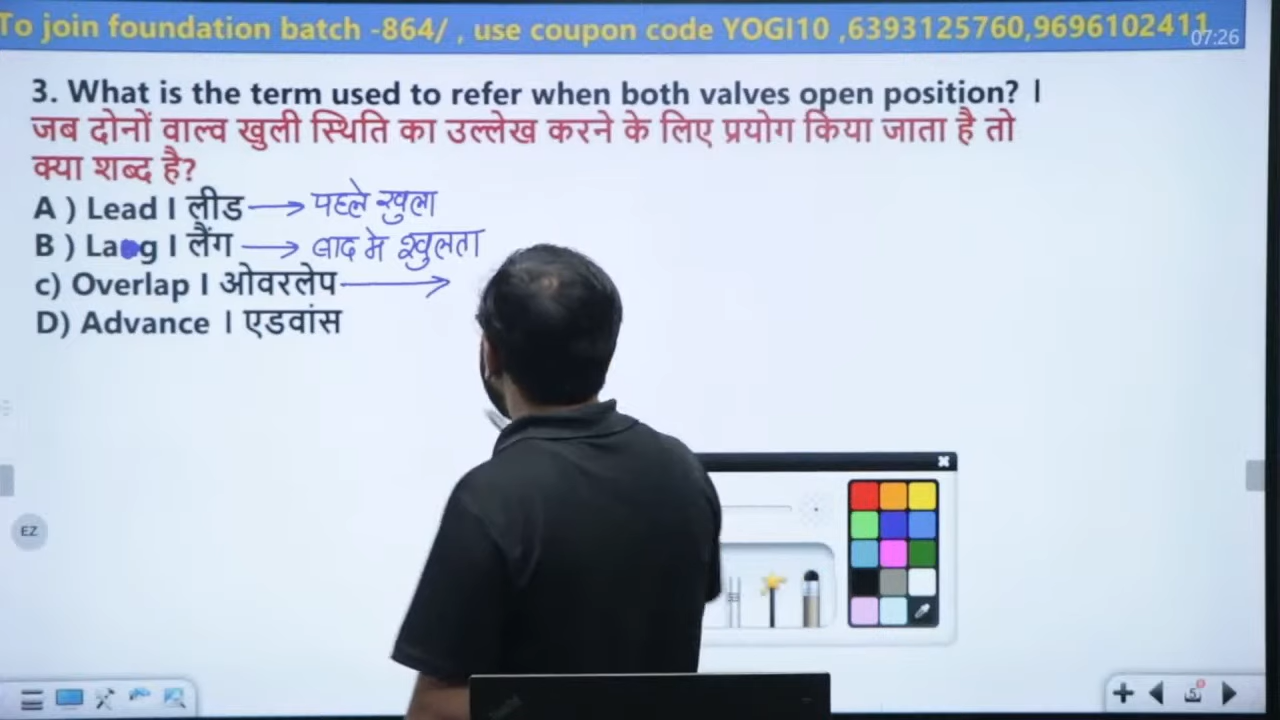 To join foundation batch -864/ , use coupon code YOGI10 ,6393125760,9696102411
07:26
3. What is the term used to refer when both valves open position? |
जब दोनों वाल्व खुली स्थिति का उल्लेख करने के लिए प्रयोग किया जाता है तो
क्या शब्द है?
A ) Lead I लीड → पहले खुला
B ) Lag I लैंग → बाद मे खुलता
c) Overlap I ओवरलेप →
D) Advance I एडवांस
EZ
5